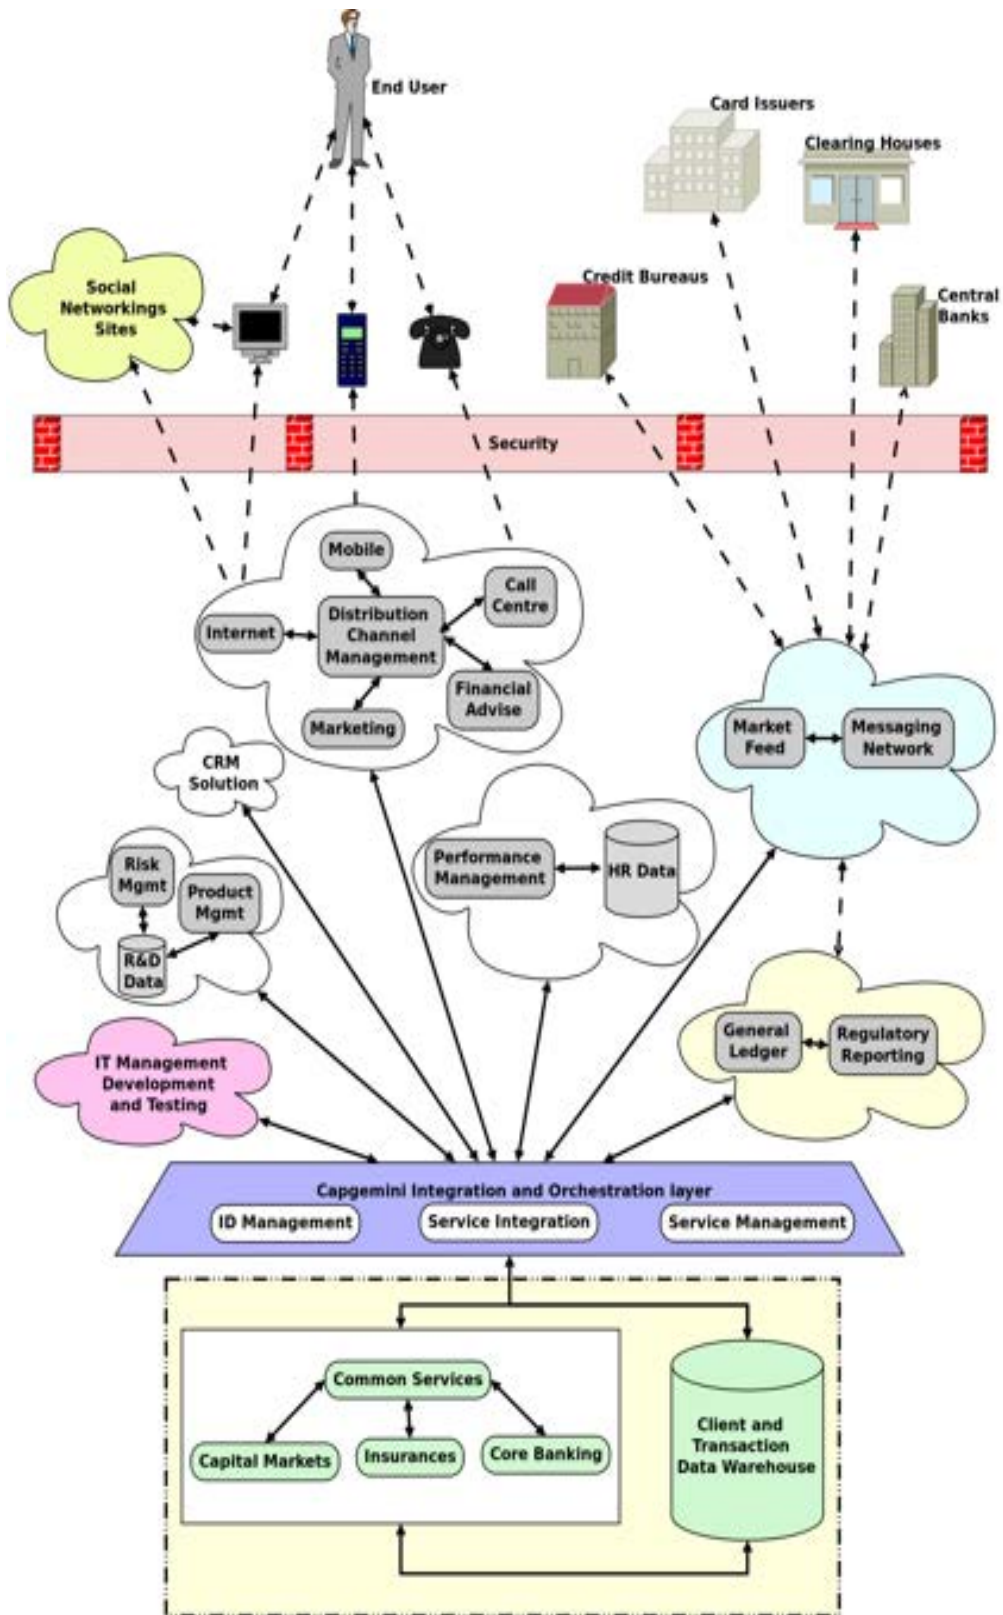 End User
Card Issuers
Clearing Houses
Social
Networkings
Sites
Credit Bureaus
Central
Banks
Security
Mobile
Call
Centre
Distribution
Channel
Management
Internet
Financial
Advise
Marketing
Market
Feed
Messaging
Network
CRM
Solution
Performance
Management
HR Data
Risk
Mgmt
Product
Mgmt
R&D
Data
General
Ledger
Regulatory
Reporting
IT Management
Development
and Testing
Capgemini Integration and Orchestration layer
ID Management
Service Integration
Service Management
Common Services
Capital Markets
Insurances
Core Banking
Client and
Transaction
Data Warehouse